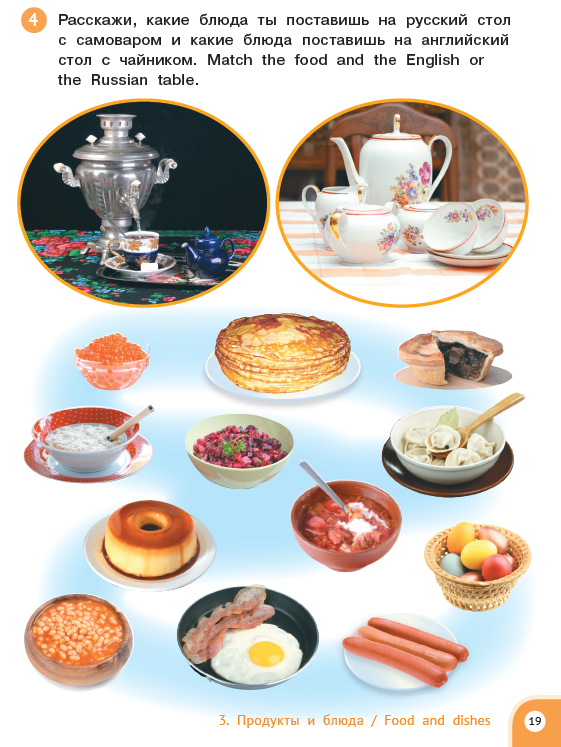 4 Расскажи, какие блюда ты поставишь на русский стол
с самоваром и какие блюда поставишь на английский
стол с чайником. Match the food and the English or
the Russian table.
3. Продукты и блюда / Food and dishes 19